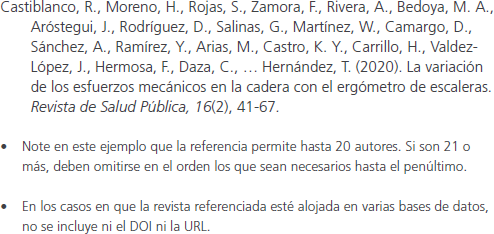 Castiblanco, R., Moreno, H., Rojas, S., Zamora, F., Rivera, A., Bedoya, M. A.,
Aróstegui, J., Rodríguez, D., Salinas, G., Martínez, W., Camargo, D.,
Sánchez, A., Ramírez, Y., Arias, M., Castro, K. Y., Carrillo, H., Valdez-
López, J., Hermosa, F., Daza, C., … Hernández, T. (2020). La variación
de los esfuerzos mecánicos en la cadera con el ergómetro de escaleras.
Revista de Salud Pública, 16(2), 41-67.
• Note en este ejemplo que la referencia permite hasta 20 autores. Si son 21 o
más, deben omitirse en el orden los que sean necesarios hasta el penúltimo.
• En los casos en que la revista referenciada esté alojada en varias bases de datos,
no se incluye ni el DOI ni la URL.